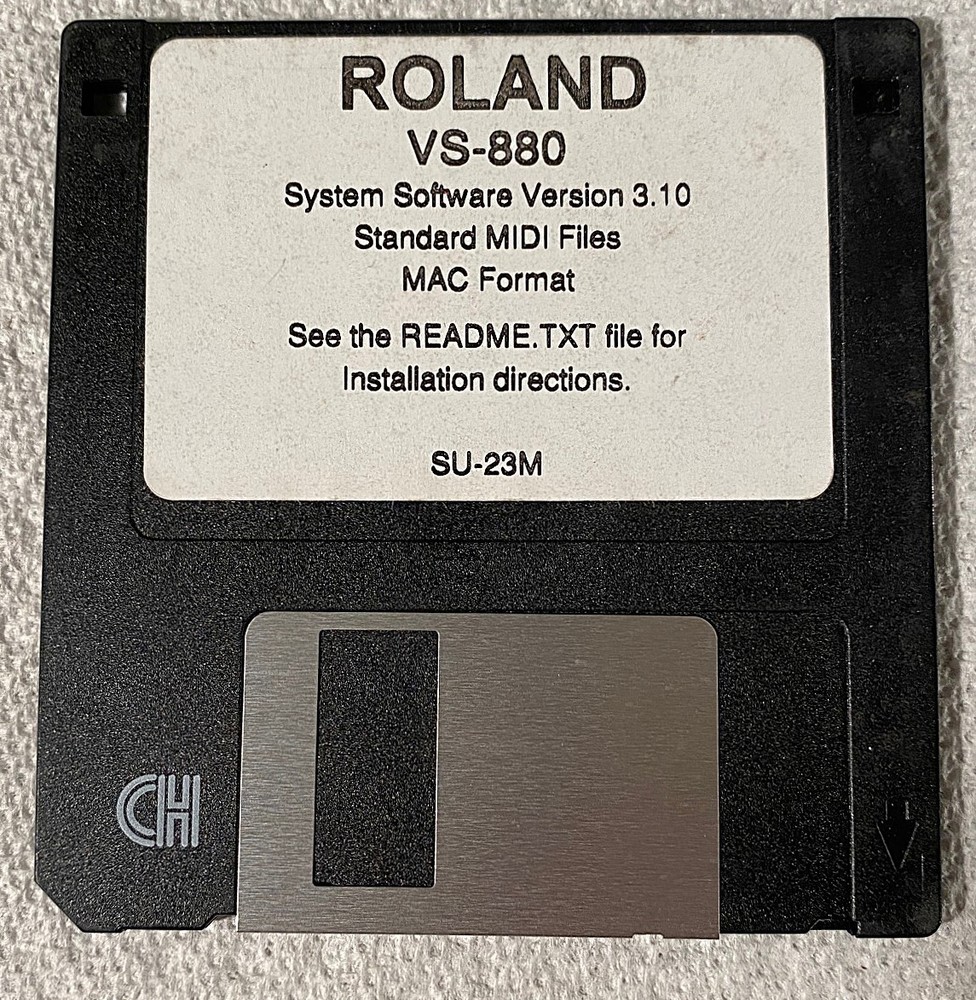 ROLAND
VS-880
System Software Version 3.10
Standard MIDI Files
MAC Format
See the README.TXT file for
Installation directions.
SU-23M
CH